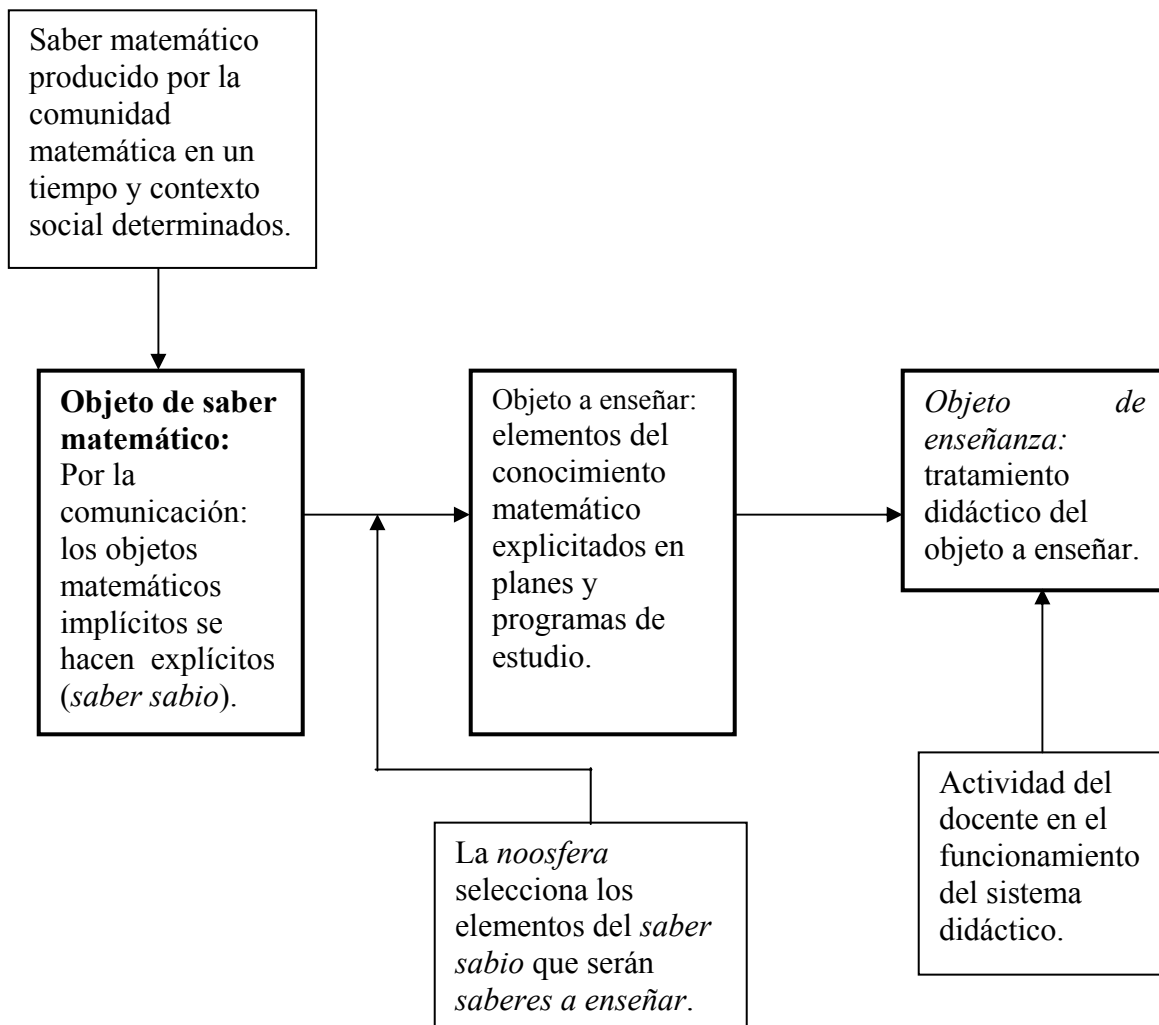 Saber matemático
producido por la
comunidad
matemática en un
tiempo y contexto
social determinados.
Objeto de saber
matemático:
Por la
comunicación:
los objetos
matemáticos
implícitos se
hacen explícitos
(saber sabio).
Objeto a enseñar:
elementos del
conocimiento
matemático
explicitados en
planes y
programas de
estudio.
Objeto de
enseñanza:
tratamiento
didáctico del
objeto a enseñar.
La noosfera
selecciona los
elementos del saber
sabio que serán
saberes a enseñar.
Actividad del
docente en el
funcionamiento
del sistema
didáctico.